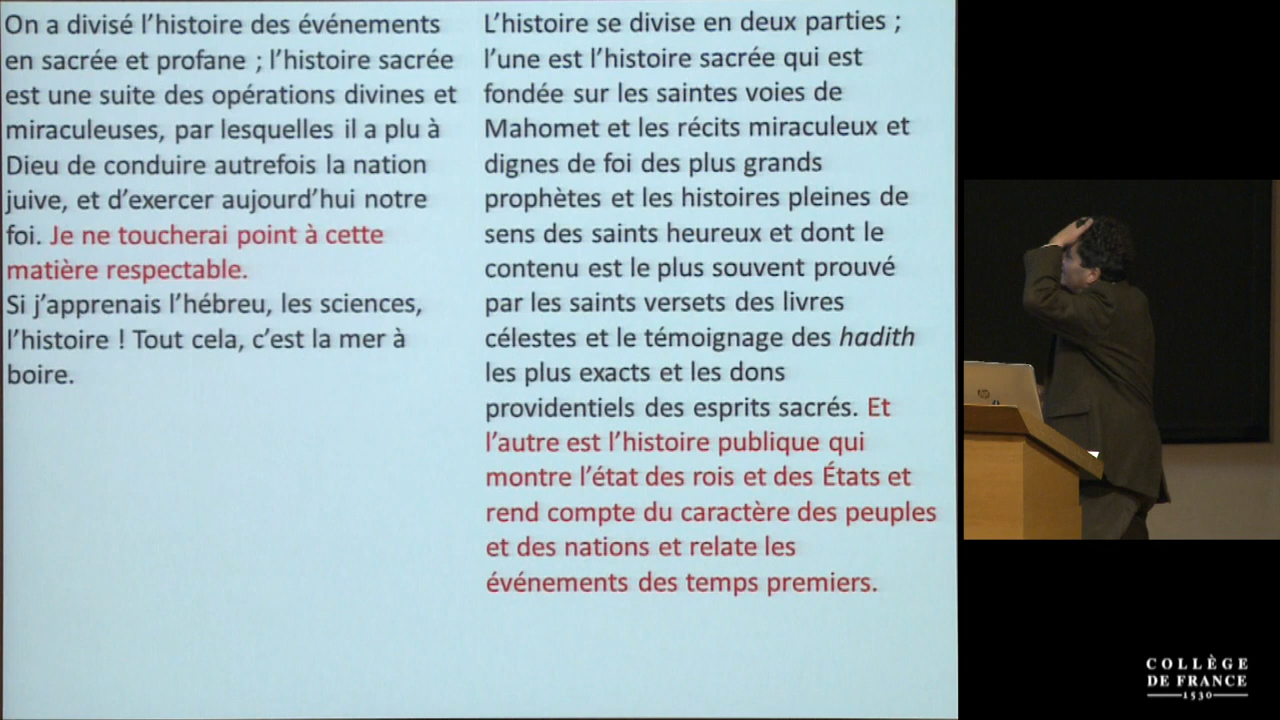 On a divisé l’histoire des événements
en sacrée et profane ; l’histoire sacrée
est une suite des opérations divines et
miraculeuses, par lesquelles il a plu à
Dieu de conduire autrefois la nation
juive, et d’exercer aujourd’hui notre
foi. Je ne toucherai point à cette
matière respectable.
Si j’apprenais l’hébreu, les sciences,
l’histoire ! Tout cela, c’est la mer à
boire.
L’histoire se divise en deux parties ;
l’une est l’histoire sacrée qui est
fondée sur les saintes voies de
Mahomet et les récits miraculeux et
dignes de foi des plus grands
prophètes et les histoires pleines de
sens des saints heureux et dont le
contenu est le plus souvent prouvé
par les saints versets des livres
célestes et le témoignage des hadith
les plus exacts et les dons
providentiels des esprits sacrés. Et
l’autre est l’histoire publique qui
montre l’état des rois et des États et
rend compte du caractère des peuples
et des nations et relate les
événements des temps premiers.
hp
COLLÈGE
DE FRANCE
1530